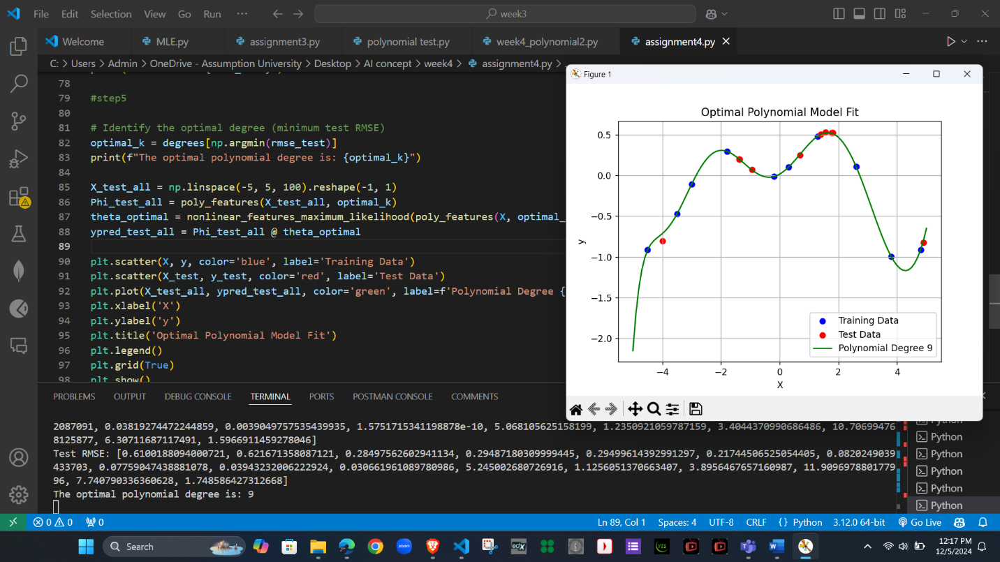 File Edit Selection View Go Run ··· week3
Welcome MLE.py assignment3.py polynomial test.py week4_polynomial2.py assignment4.py
C: > Users > Admin > OneDrive - Assumption University > Desktop > AI concept > week4 > assignment4.py >
78
79 #step5
80
81 # Identify the optimal degree (minimum test RMSE)
82 optimal_k = degrees[np.argmin(rmse_test)]
83 print(f"The optimal polynomial degree is: {optimal_k}")
84
85 X_test_all = np.linspace(-5, 5, 100).reshape(-1, 1)
86 Phi_test_all = poly_features(X_test_all, optimal_k)
87 theta_optimal = nonlinear_features_maximum_likelihood(poly_features(X, optimal_
88 ypred_test_all = Phi_test_all @ theta_optimal
89
90 plt.scatter(X, y, color='blue', label='Training Data')
91 plt.scatter(X_test, y_test, color='red', label='Test Data')
92 plt.plot(X_test_all, ypred_test_all, color='green', label=f'Polynomial Degree {
93 plt.xlabel('X')
94 plt.ylabel('y')
95 plt.title('Optimal Polynomial Model Fit')
96 plt.legend()
97 plt.grid(True)
98 plt.show()
Figure 1
Optimal Polynomial Model Fit
0.5
0.0
−0.5
−1.0
−1.5
−2.0
y
−4 −2 0 2 4
X
Training Data
Test Data
Polynomial Degree 9
PROBLEMS OUTPUT DEBUG CONSOLE TERMINAL PORTS POSTMAN CONSOLE COMMENTS
2087091, 0.03819274472244859, 0.0039049757535439935, 1.5751715341198878e-10, 5.068105625158199, 1.2350921059787159, 3.4044370990686486, 10.70699476
8125877, 6.30711687117491, 1.5966911459278046]
Test RMSE: [0.6100188094000721, 0.621671358087121, 0.28497562602941134, 0.29487180309999445, 0.29499614392991297, 0.21744506525054405, 0.0820249039
433703, 0.07759047438881078, 0.03943232006222924, 0.030661961089780986, 5.245002680726916, 1.1256051370663407, 3.8956467657160987, 11.9096978801779
96, 7.740790336360628, 1.748586427312668]
The optimal polynomial degree is: 9
Python
Python
Python
Python
Python
Python
0 0 0 Ln 89, Col 1 Spaces: 4 UTF-8 CRLF {} Python 3.12.0 64-bit Go Live
Search zoom edX YTS W 12:17 PM
12/5/2024